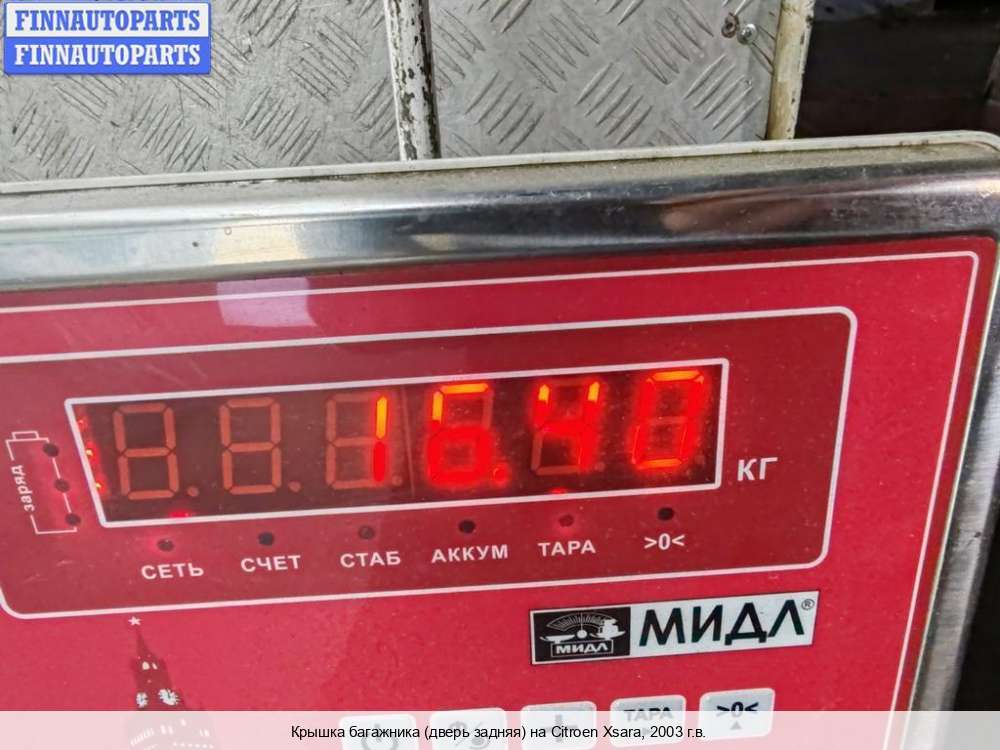 FINNAUTOPARTS
FINNAUTOPARTS
заряд
16.40
КГ
СЕТЬ СЧЕТ СТАБ АККУМ ТАРА >0<
МИДЛ
МИДЛ®
ТАРА >0<
Крышка багажника (дверь задняя) на Citroen Xsara, 2003 г.в.